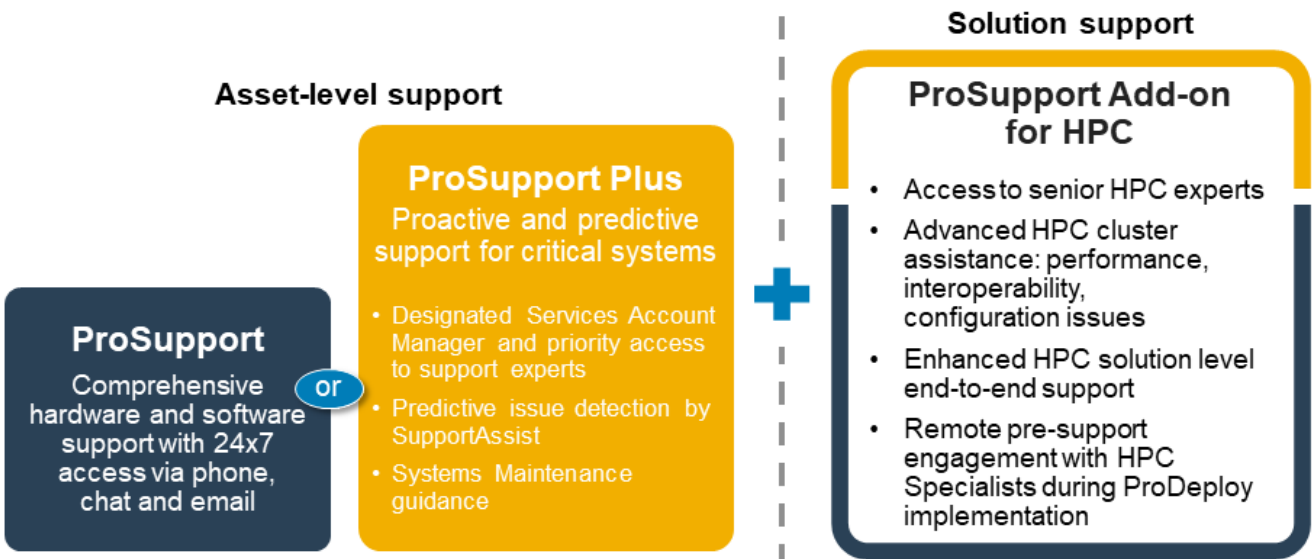 Asset-level support
ProSupport
Comprehensive
hardware and software
support with 24x7
access via phone,
chat and email
or
ProSupport Plus
Proactive and predictive
support for critical systems
• Designated Services Account
Manager and priority access
to support experts
• Predictive issue detection by
SupportAssist
• Systems Maintenance
guidance
Solution support
ProSupport Add-on
for HPC
• Access to senior HPC experts
• Advanced HPC cluster
assistance: performance,
interoperability,
configuration issues
• Enhanced HPC solution level
end-to-end support
• Remote pre-support
engagement with HPC
Specialists during ProDeploy
implementation